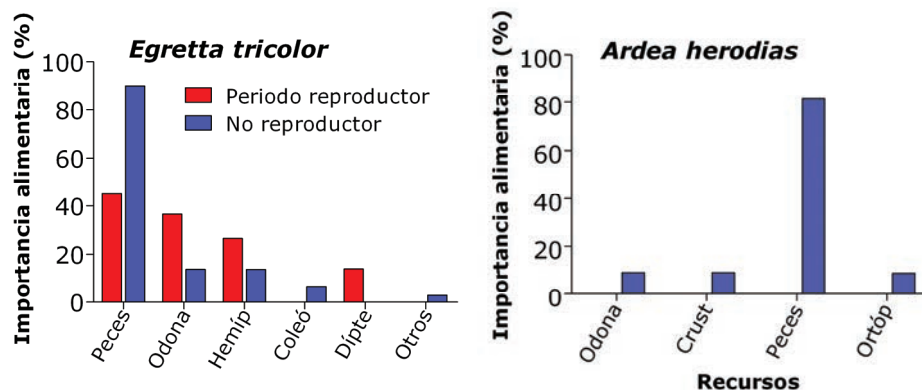 Egretta tricolor
Importancia alimentaria (%)
100
80
60
40
20
0
Periodo reproductor
No reproductor
Peces
Odona
Hemíp
Coleó
Dípte
Otros
Ardea herodias
Importancia alimentaria (%)
100
80
60
40
20
0
Odona
Crust
Peces
Ortóp
Recursos